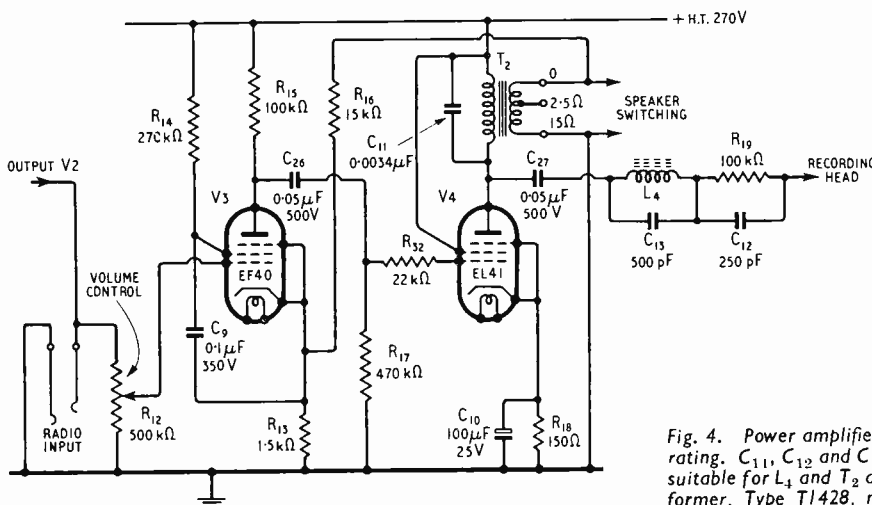 + H.T. 270V
R14
270kΩ
R15
100kΩ
R16
15kΩ
T2
0
2·5Ω
15Ω
SPEAKER
SWITCHING
C11
0·0034μF
OUTPUT V2
C26
0·05μF
500V
V3
EF40
C27
0·05μF
500V
V4
EL41
R19
100kΩ
RECORDING
HEAD
L4
C13
500 pF
C12
250 pF
R32
22kΩ
VOLUME
CONTROL
C9
0·1μF
350V
R17
470kΩ
RADIO
INPUT
R12
500kΩ
R13
1·5kΩ
C10
100μF
25V
R18
150Ω
Fig. 4. Power amplifie
rating. C11, C12 and C
suitable for L4 and T2
former, Type T1428, r